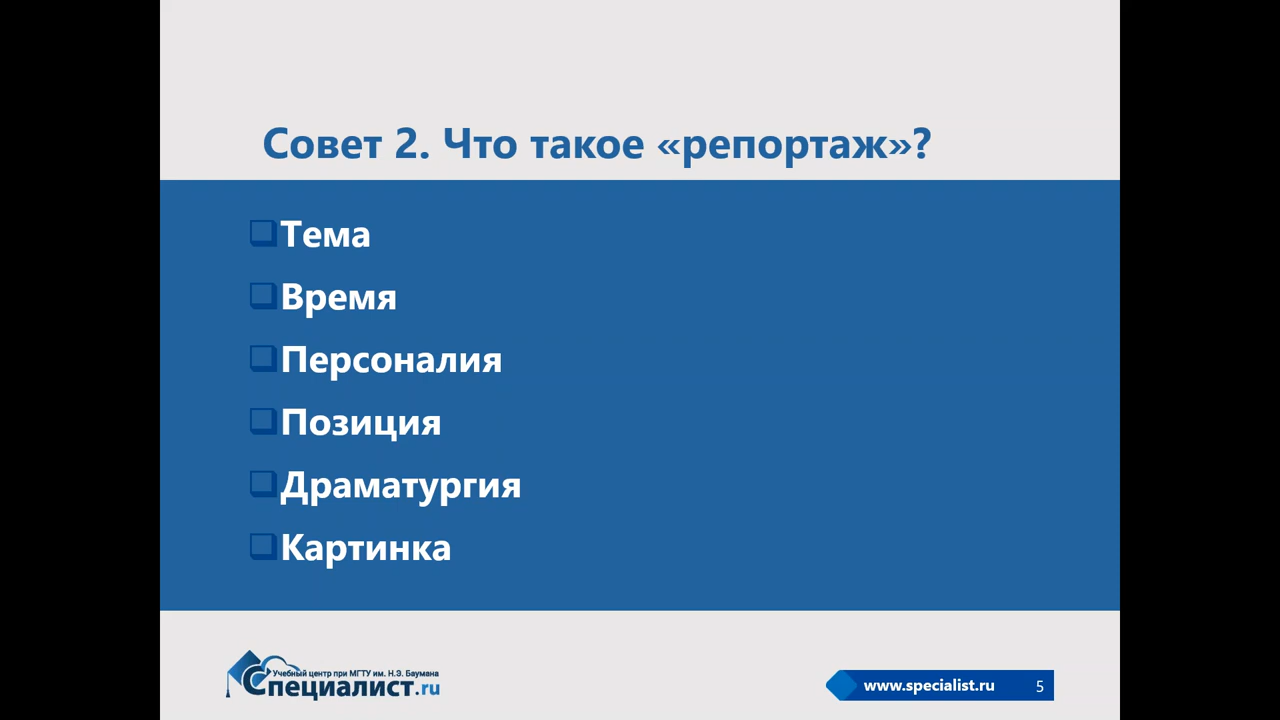 Совет 2. Что такое «репортаж»?
Тема
Время
Персоналия
Позиция
Драматургия
Картинка
Учебный центр при МГТУ им. Н.Э. Баумана
Специалист.ru
www.specialist.ru 5